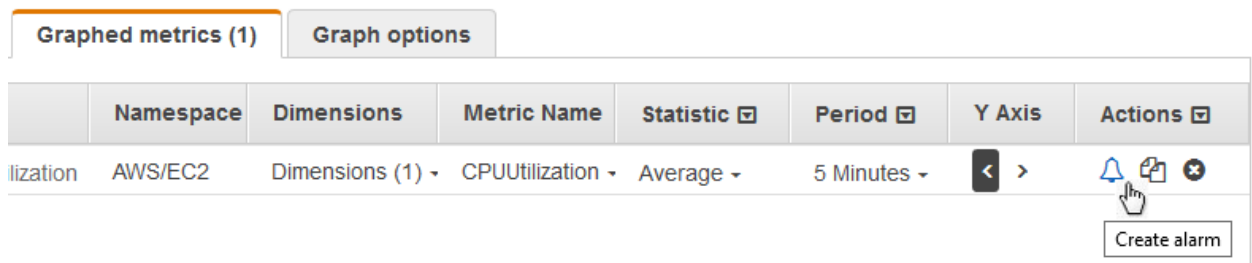 Graphed metrics (1) Graph options
Namespace Dimensions Metric Name Statistic Period Y Axis Actions
ilization AWS/EC2 Dimensions (1) CPUUtilization Average 5 Minutes < >
Create alarm